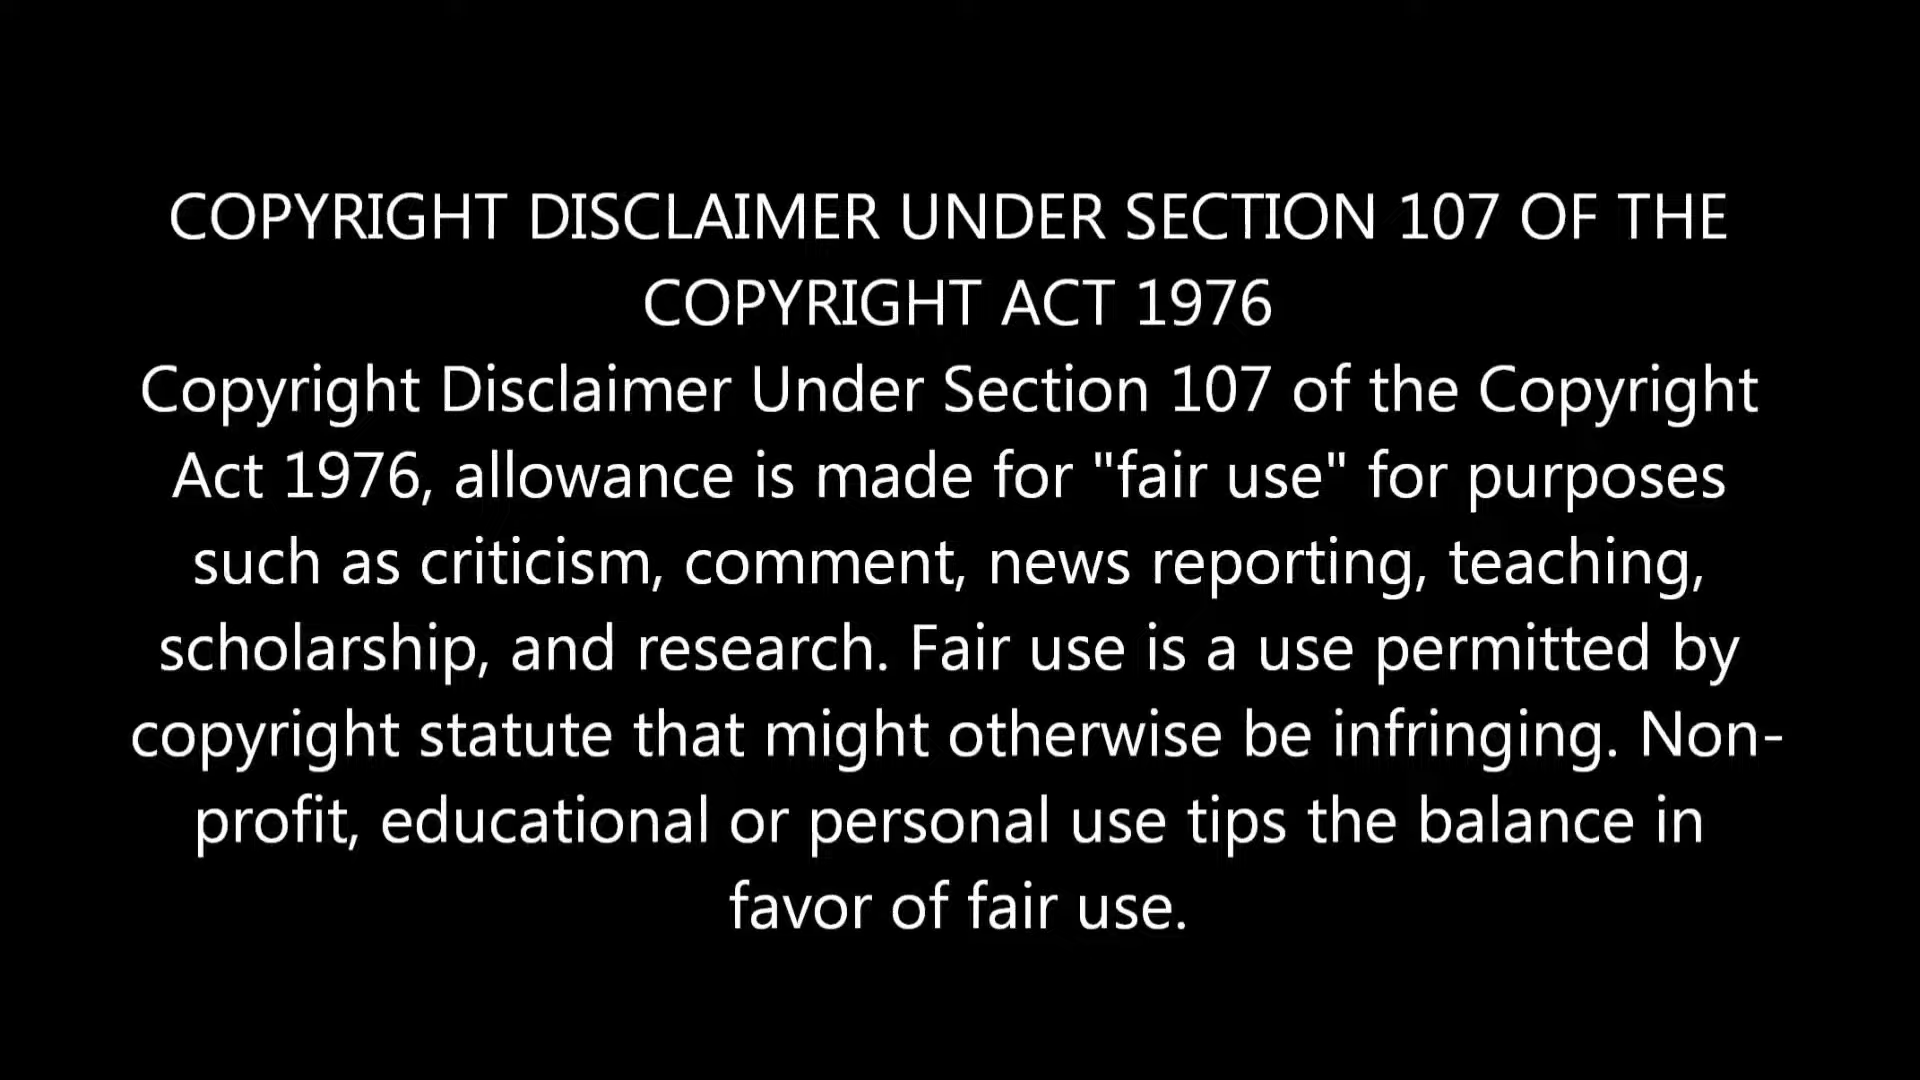 COPYRIGHT DISCLAIMER UNDER SECTION 107 OF THE
COPYRIGHT ACT 1976
Copyright Disclaimer Under Section 107 of the Copyright
Act 1976, allowance is made for "fair use" for purposes
such as criticism, comment, news reporting, teaching,
scholarship, and research. Fair use is a use permitted by
copyright statute that might otherwise be infringing. Non-
profit, educational or personal use tips the balance in
favor of fair use.